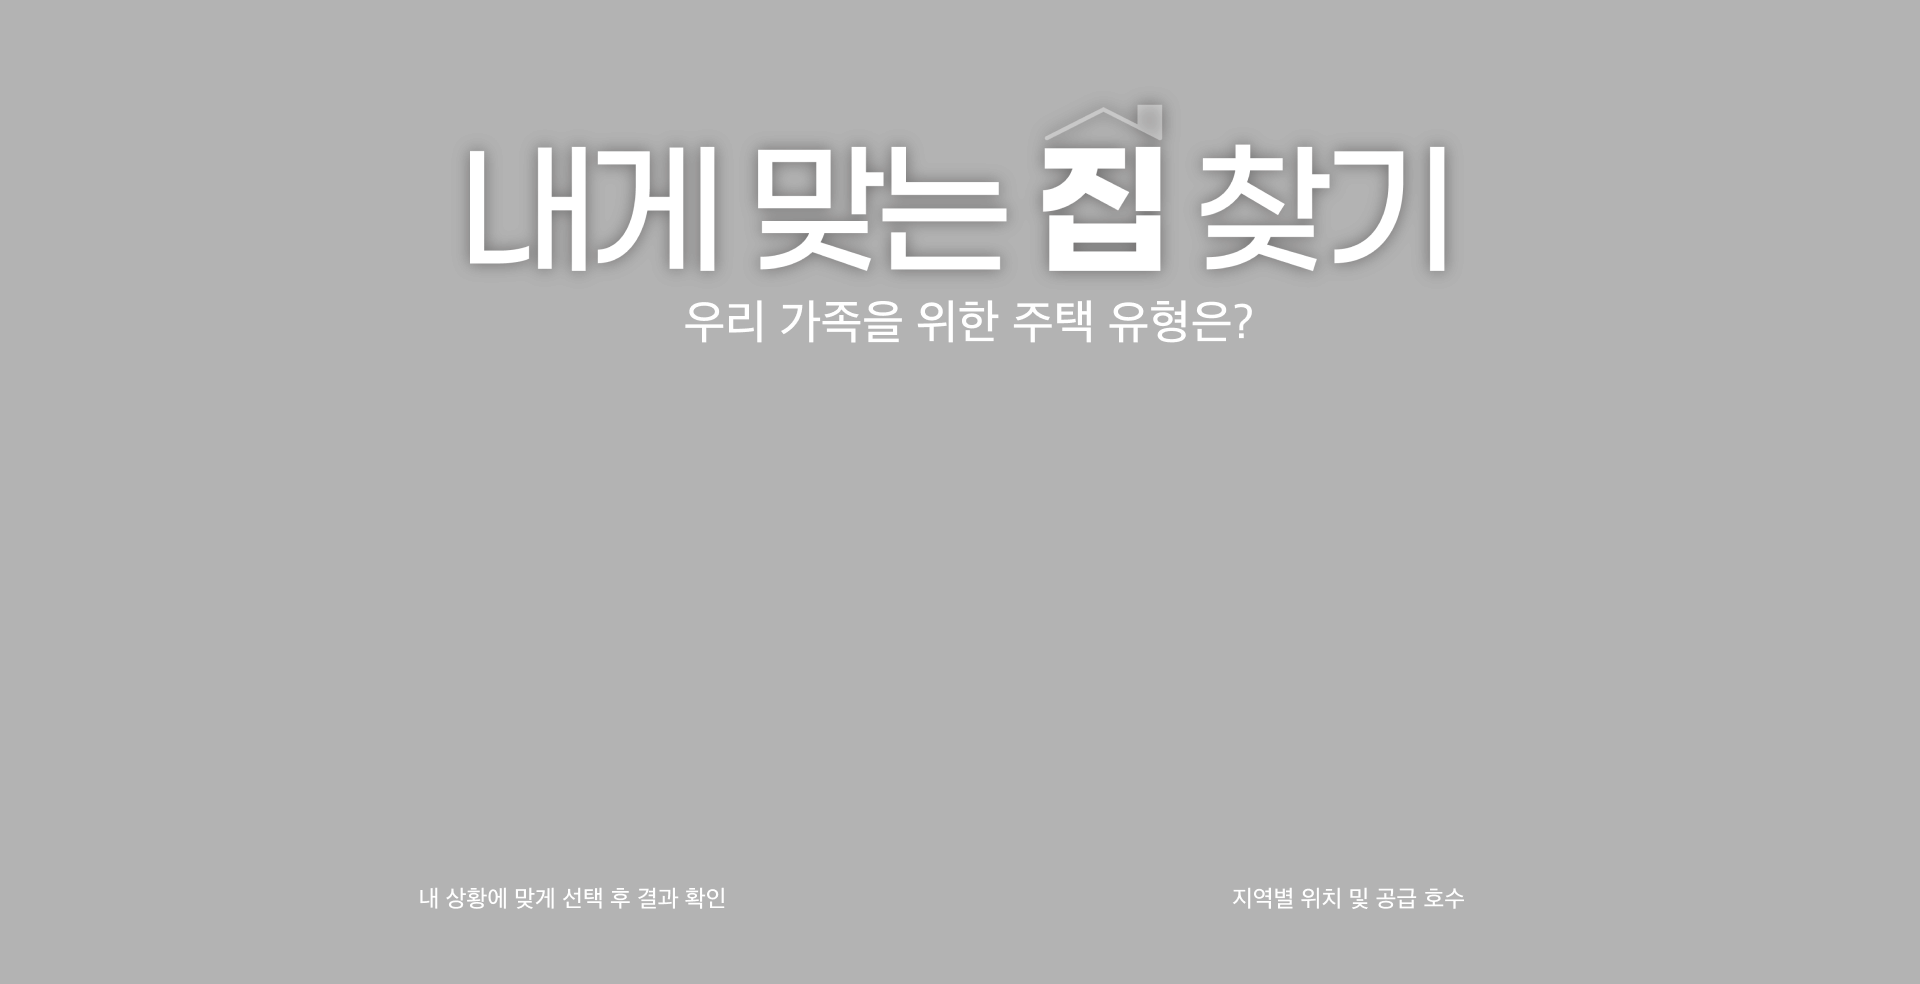 내게 맞는 집 찾기
우리 가족을 위한 주택 유형은?
내 상황에 맞게 선택 후 결과 확인
지역별 위치 및 공급 호수